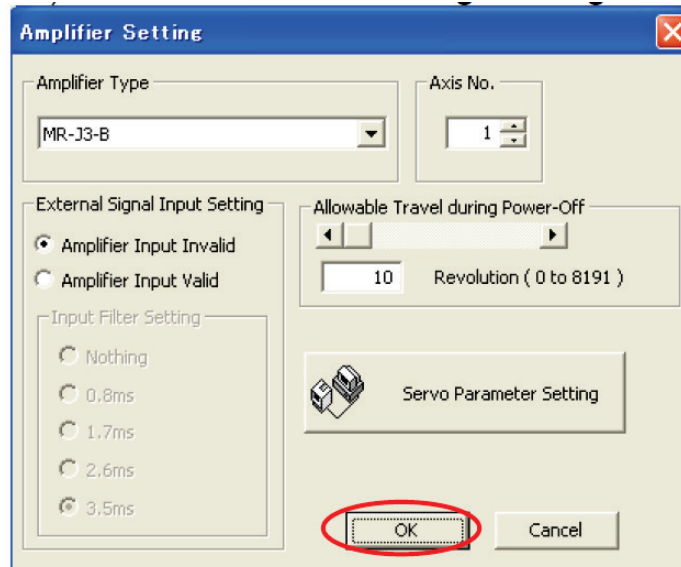 Amplifier Setting
Amplifier Type
Axis No.
MR-J3-B
1
External Signal Input Setting
Amplifier Input Invalid
Amplifier Input Valid
Input Filter Setting
Nothing
0.8ms
1.7ms
2.6ms
3.5ms
Allowable Travel during Power-Off
10 Revolution ( 0 to 8191 )
Servo Parameter Setting
OK
Cancel